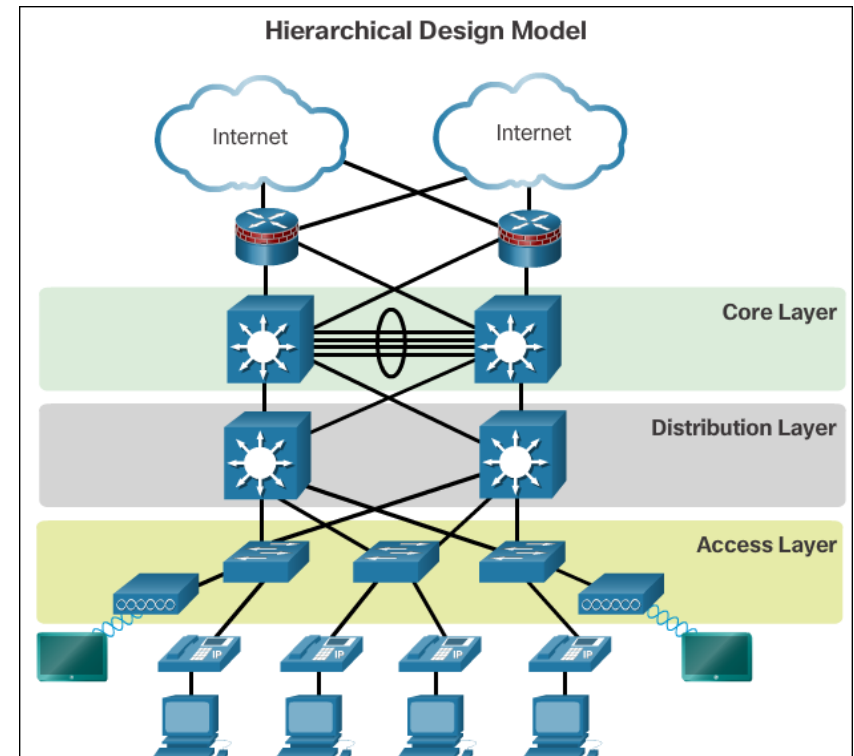 Hierarchical Design Model
Internet
Internet
Core Layer
Distribution Layer
Access Layer
IP
IP
IP
IP